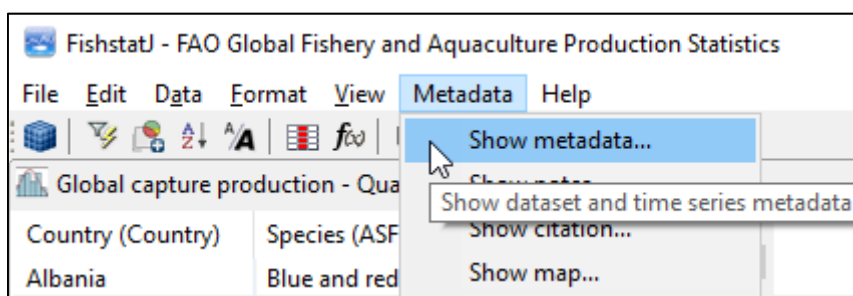 FishstatJ - FAO Global Fishery and Aquaculture Production Statistics
File Edit Data Format View Metadata Help
Show metadata...
Global capture production - Qua
Show dataset and time series metadata
Country (Country) Species (ASF
Show citation...
Albania Blue and red
Show map...